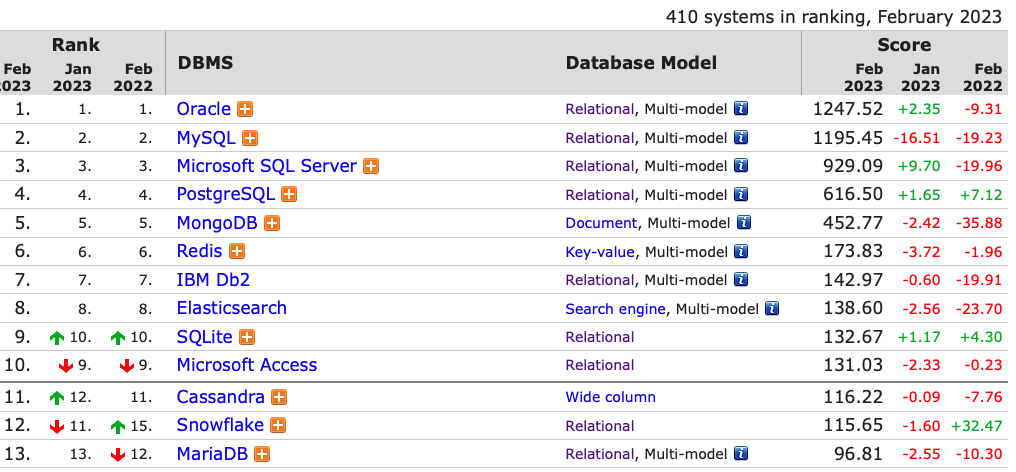 410 systems in ranking, February 2023
Rank DBMS Database Model Score
Feb 2023 Jan 2023 Feb 2022 Feb 2023 Jan 2023 Feb 2022
1. 1. 1. Oracle Relational, Multi-model 1247.52 +2.35 -9.31
2. 2. 2. MySQL Relational, Multi-model 1195.45 -16.51 -19.23
3. 3. 3. Microsoft SQL Server Relational, Multi-model 929.09 +9.70 -19.96
4. 4. 4. PostgreSQL Relational, Multi-model 616.50 +1.65 +7.12
5. 5. 5. MongoDB Document, Multi-model 452.77 -2.42 -35.88
6. 6. 6. Redis Key-value, Multi-model 173.83 -3.72 -1.96
7. 7. 7. IBM Db2 Relational, Multi-model 142.97 -0.60 -19.91
8. 8. 8. Elasticsearch Search engine, Multi-model 138.60 -2.56 -23.70
9. 10. 10. SQLite Relational 132.67 +1.17 +4.30
10. 9. 9. Microsoft Access Relational 131.03 -2.33 -0.23
11. 12. 11. Cassandra Wide column 116.22 -0.09 -7.76
12. 11. 15. Snowflake Relational 115.65 -1.60 +32.47
13. 13. 12. MariaDB Relational, Multi-model 96.81 -2.55 -10.30